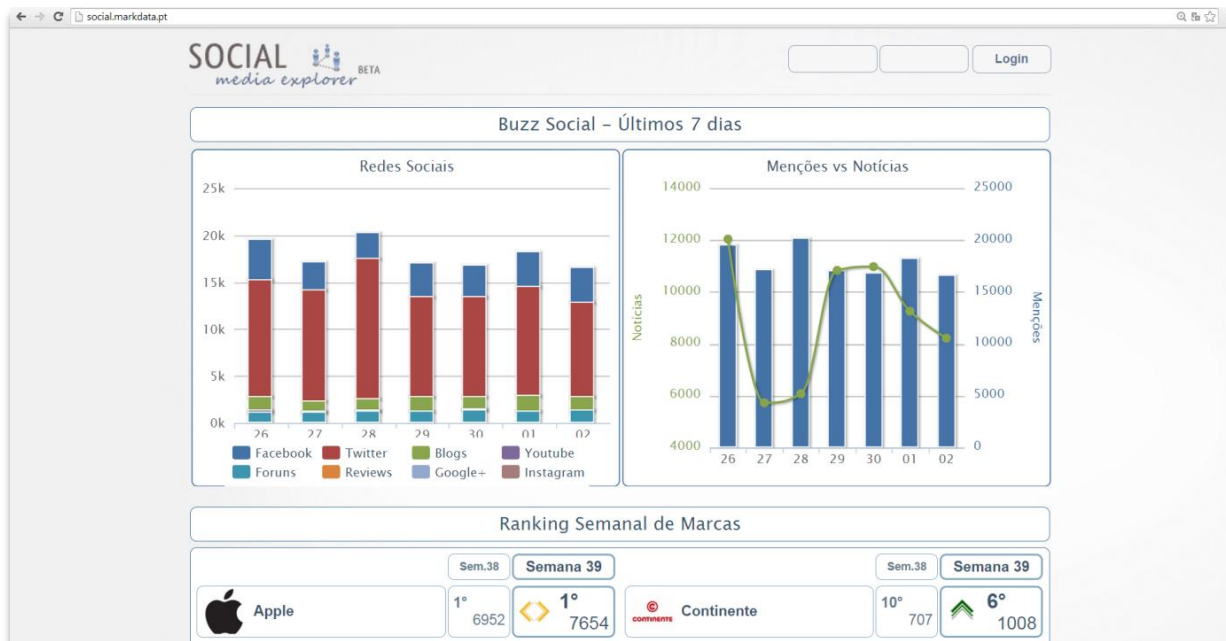 social.markdata.pt
SOCIAL
media explorer BETA
Login
Buzz Social – Últimos 7 dias
Redes Sociais
25k
20k
15k
10k
5k
0k
26 27 28 29 30 01 02
Facebook Twitter Blogs Youtube
Foruns Reviews Google+ Instagram
Menções vs Notícias
14000
12000
10000
8000
6000
4000
Notícias
25000
20000
15000
10000
5000
0
Menções
26 27 28 29 30 01 02
Ranking Semanal de Marcas
Sem.38 Semana 39
Apple 1° 6952 1° 7654
Sem.38 Semana 39
CONTINENTE Continente 10° 707 6° 1008